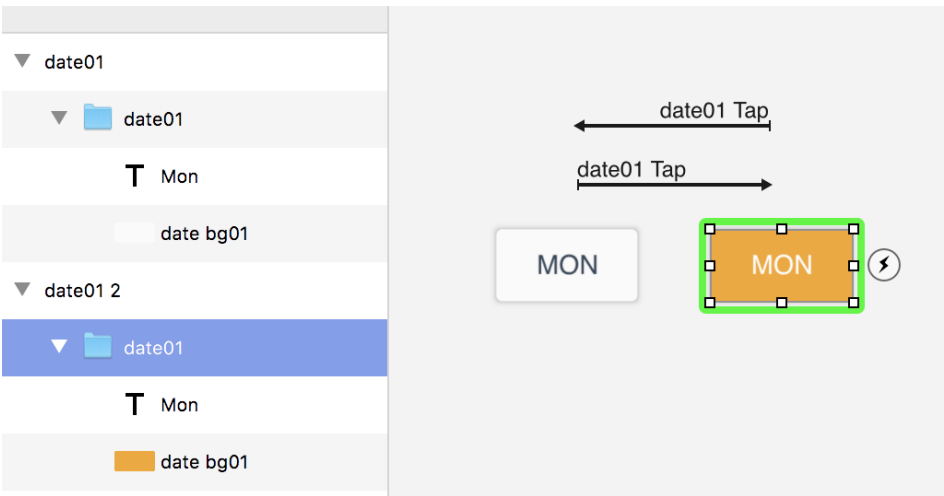 date01
date01
T Mon
date bg01
date01 2
date01
T Mon
date bg01
date01 Tap
date01 Tap
MON
MON